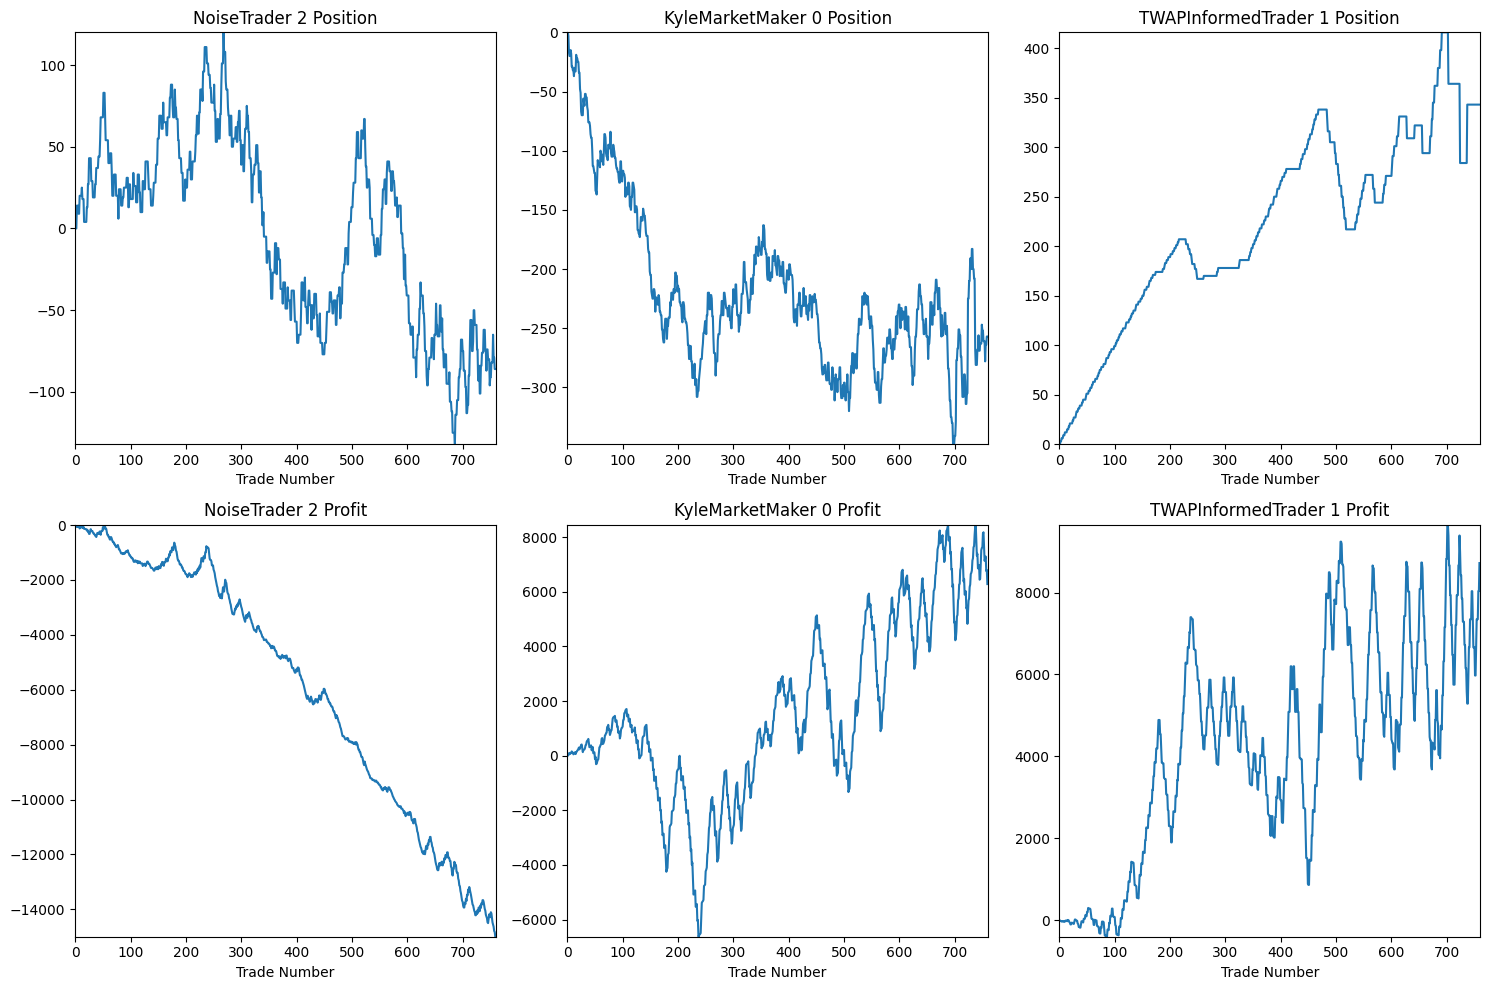 NoiseTrader 2 Position
100
50
0
−50
−100
0 100 200 300 400 500 600 700
Trade Number
KyleMarketMaker 0 Position
0
−50
−100
−150
−200
−250
−300
0 100 200 300 400 500 600 700
Trade Number
TWAPInformedTrader 1 Position
400
350
300
250
200
150
100
50
0
0 100 200 300 400 500 600 700
Trade Number
NoiseTrader 2 Profit
0
−2000
−4000
−6000
−8000
−10000
−12000
−14000
0 100 200 300 400 500 600 700
Trade Number
KyleMarketMaker 0 Profit
8000
6000
4000
2000
0
−2000
−4000
−6000
0 100 200 300 400 500 600 700
Trade Number
TWAPInformedTrader 1 Profit
8000
6000
4000
2000
0
0 100 200 300 400 500 600 700
Trade Number